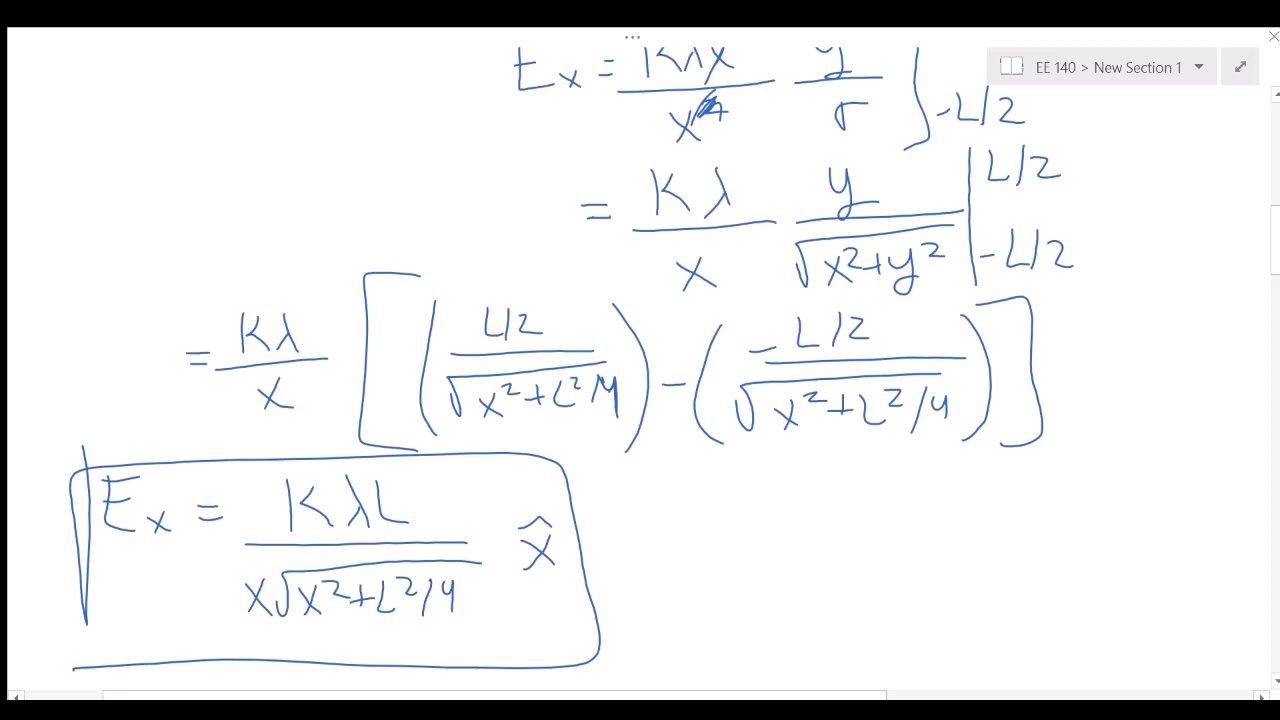 EE 140 > New Section 1
Ex = KλX/x y/r ]-L/2
= Kλ/x y/√x²+y² | L/2 -L/2
= Kλ/x [ ( L/2 / √x²+L²/4 ) - ( -L/2 / √x²+L²/4 ) ]
Ex = KλL / x√x²+L²/4 x̂